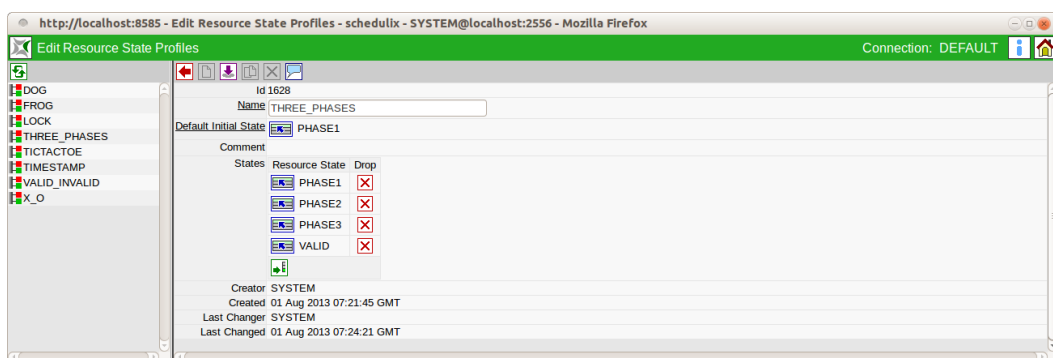 http://localhost:8585 - Edit Resource State Profiles - schedulix - SYSTEM@localhost:2556 - Mozilla Firefox
Edit Resource State Profiles Connection: DEFAULT
DOG
FROG
LOCK
THREE_PHASES
TICTACTOE
TIMESTAMP
VALID_INVALID
X_O
Id 1628
Name THREE_PHASES
Default Initial State PHASE1
Comment
States Resource State Drop
PHASE1
PHASE2
PHASE3
VALID
Creator SYSTEM
Created 01 Aug 2013 07:21:45 GMT
Last Changer SYSTEM
Last Changed 01 Aug 2013 07:24:21 GMT